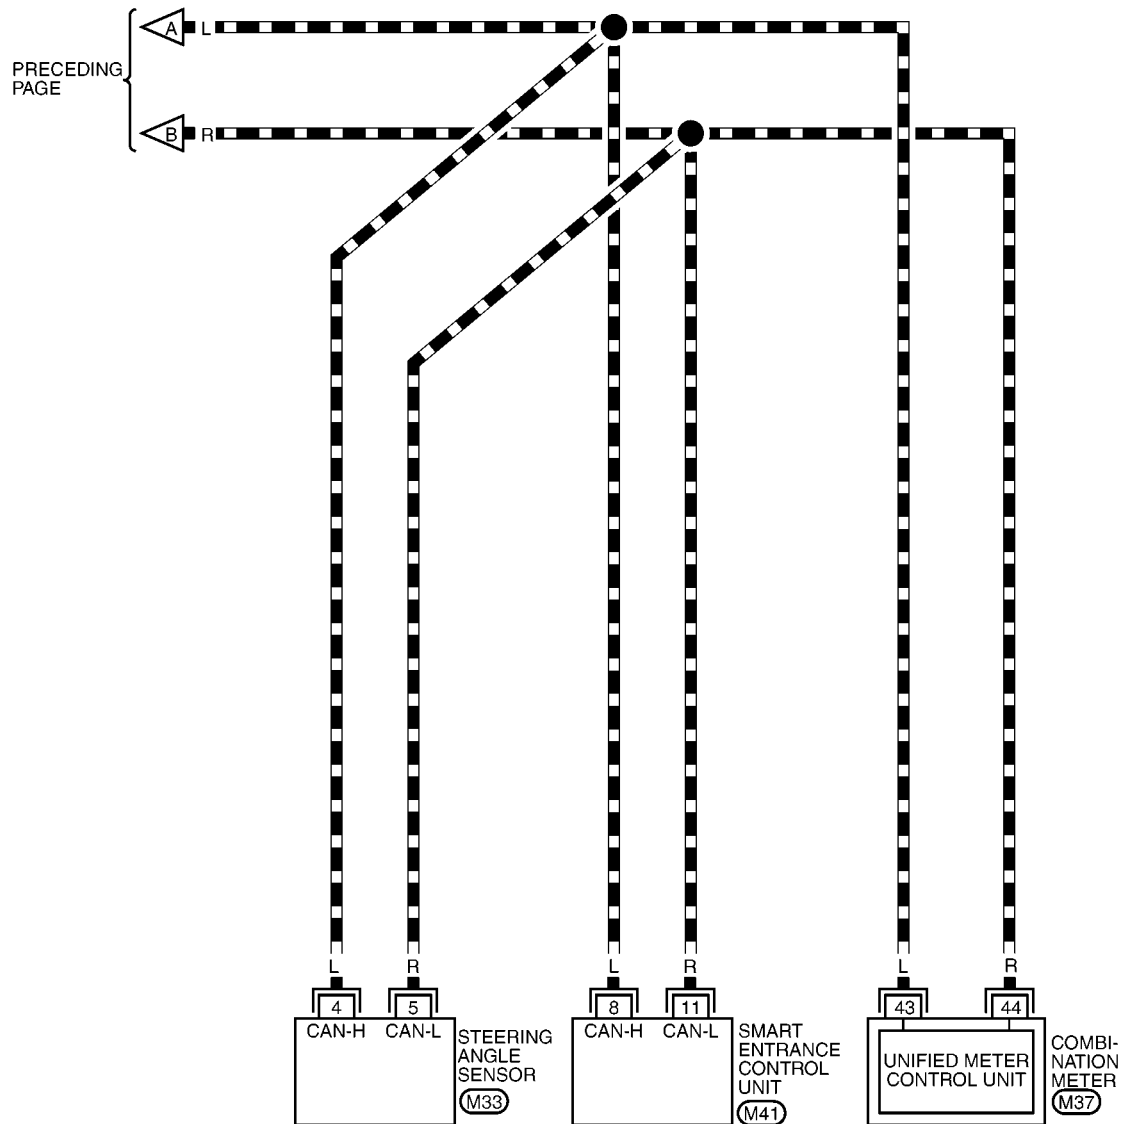 A
L
PRECEDING
PAGE
B
R
L
R
L
R
L
R
4
5
8
11
43
44
CAN-H
CAN-L
STEERING
ANGLE
SENSOR
M33
CAN-H
CAN-L
SMART
ENTRANCE
CONTROL
UNIT
M41
UNIFIED METER
CONTROL UNIT
COMBI-
NATION
METER
M37